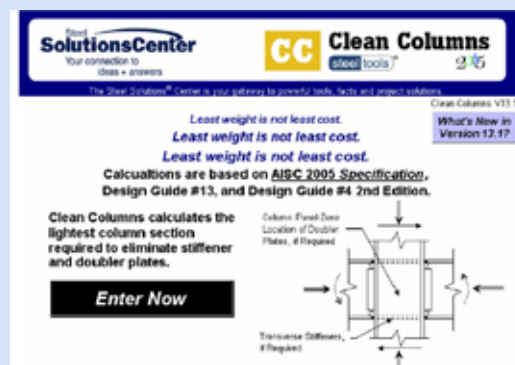 Steel
SolutionsCenter
Your connection to
ideas + answers
CC
Clean Columns
steel tools
2005
The Steel Solutions® Center is your gateway to powerful tools, facts and project solutions.
Clean Columns V13.1
What's New in
Version 13.1?
Least weight is not least cost.
Least weight is not least cost.
Least weight is not least cost.
Calcualtions are based on AISC 2005 Specification,
Design Guide #13, and Design Guide #4 2nd Edition.
Clean Columns calculates the
lightest column section
required to eliminate stiffener
and doubler plates.
Enter Now
Column Panel-Zone
Location of Doubler
Plates, if Required
Transverse Stiffeners,
if Required